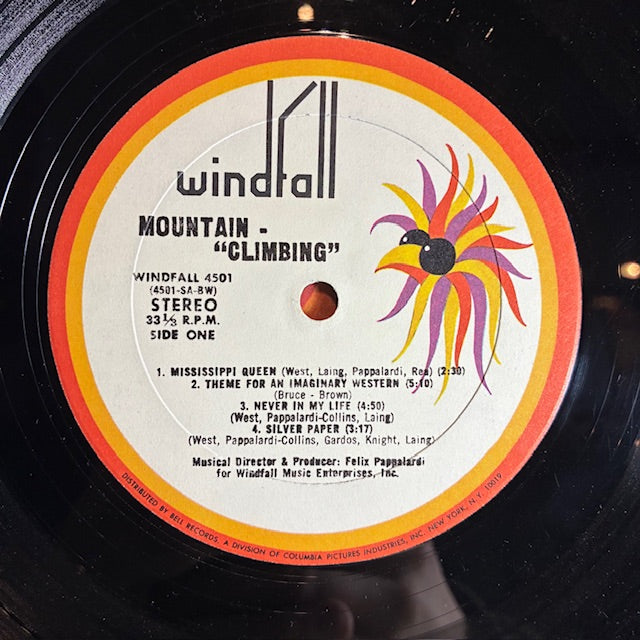 windfall
MOUNTAIN -
"CLIMBING"
WINDFALL 4501
(4501-SA-BW)
STEREO
33⅓ R.P.M.
SIDE ONE
1. MISSISSIPPI QUEEN (West, Laing, Pappalardi, Rea) (2:30)
2. THEME FOR AN IMAGINARY WESTERN (5:10)
(Bruce - Brown)
3. NEVER IN MY LIFE (4:50)
(West, Pappalardi-Collins, Laing)
4. SILVER PAPER (3:17)
(West, Pappalardi-Collins, Gardos, Knight, Laing)
Musical Director & Producer: Felix Pappalardi
for Windfall Music Enterprises, Inc.
DISTRIBUTED BY BELL RECORDS, A DIVISION OF COLUMBIA PICTURES INDUSTRIES, INC. NEW YORK, N.Y. 10019